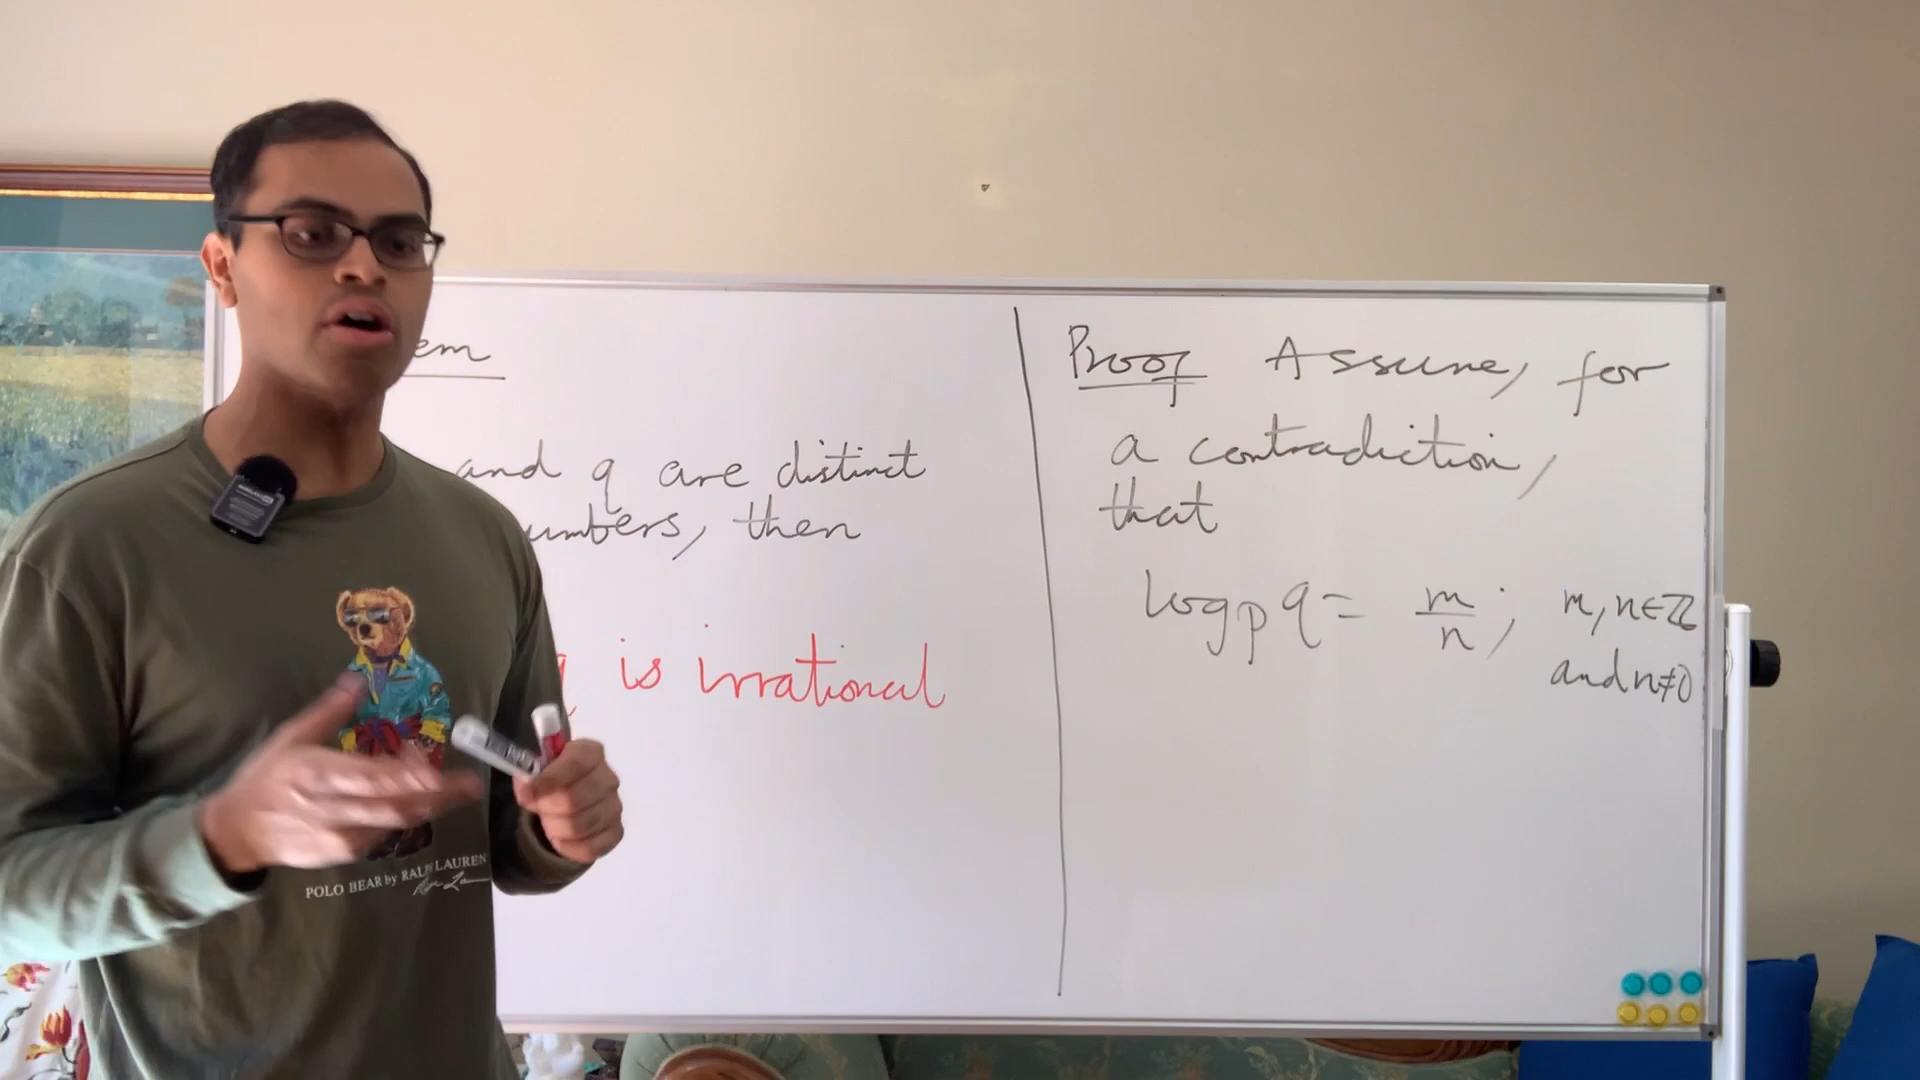 em
and q are distinct
umbers, then
q is irrational
Proof Assume, for
a contradiction,
that
log_p q = m/n; m, n ∈ ℤ
and n ≠ 0
POLO BEAR by RALPH LAUREN